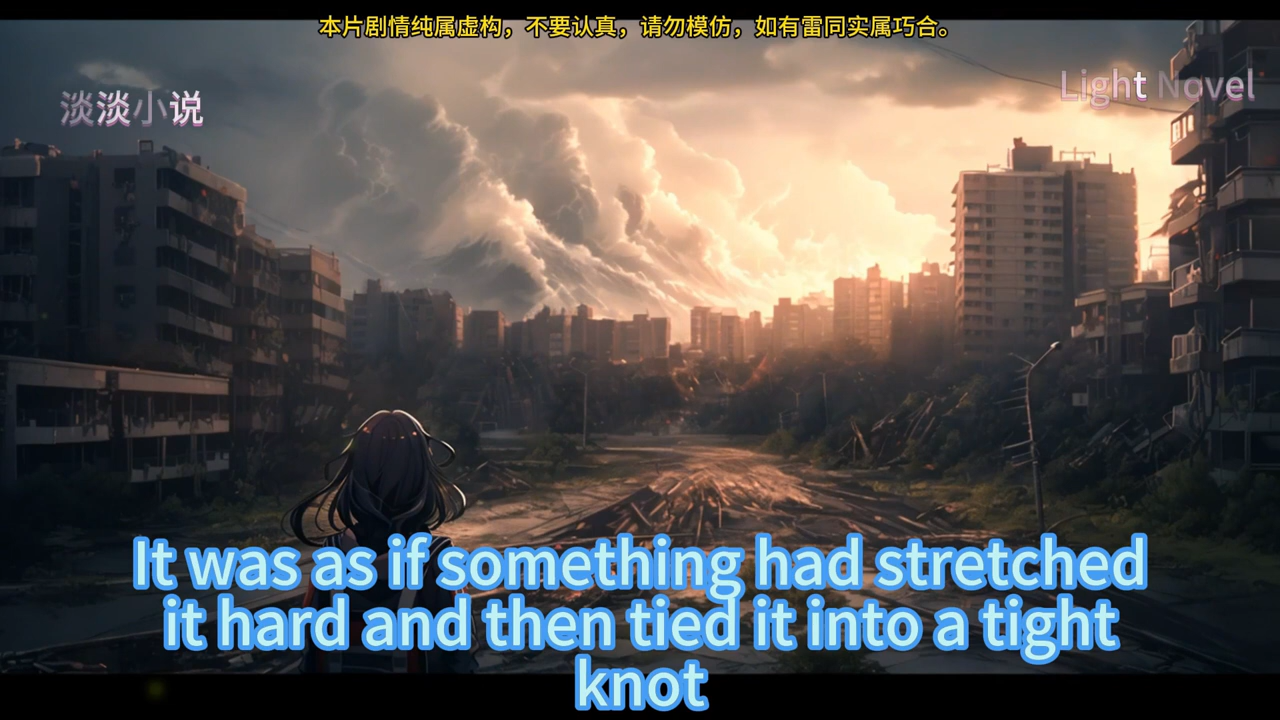 本片剧情纯属虚构，不要认真，请勿模仿，如有雷同实属巧合。
淡淡小说
Light Novel
It was as if something had stretched
it hard and then tied it into a tight
knot